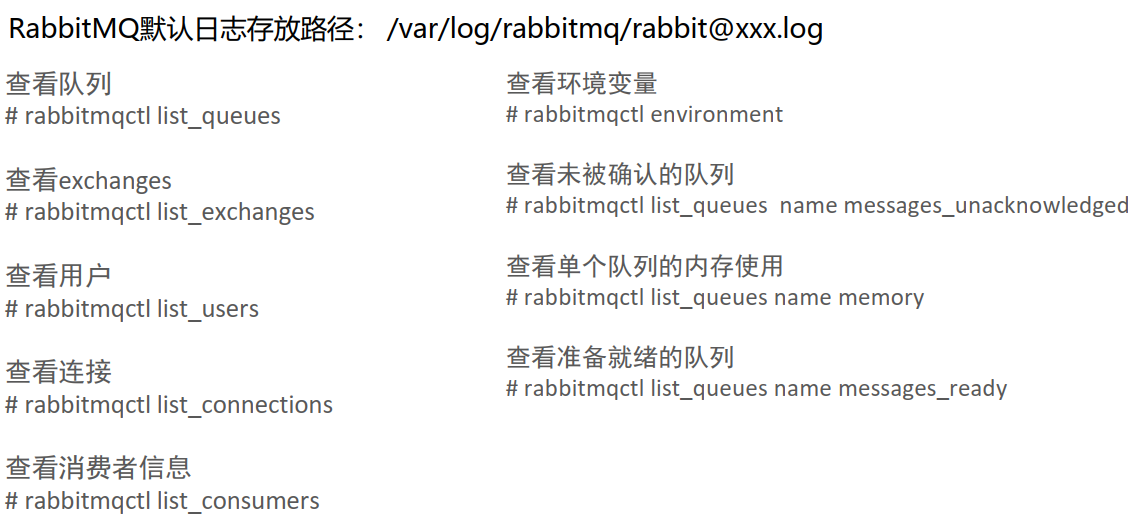 RabbitMQ默认日志存放路径： /var/log/rabbitmq/rabbit@xxx.log
查看队列
# rabbitmqctl list_queues
查看exchanges
# rabbitmqctl list_exchanges
查看用户
# rabbitmqctl list_users
查看连接
# rabbitmqctl list_connections
查看消费者信息
# rabbitmqctl list_consumers
查看环境变量
# rabbitmqctl environment
查看未被确认的队列
# rabbitmqctl list_queues  name messages_unacknowledged
查看单个队列的内存使用
# rabbitmqctl list_queues name memory
查看准备就绪的队列
# rabbitmqctl list_queues name messages_ready